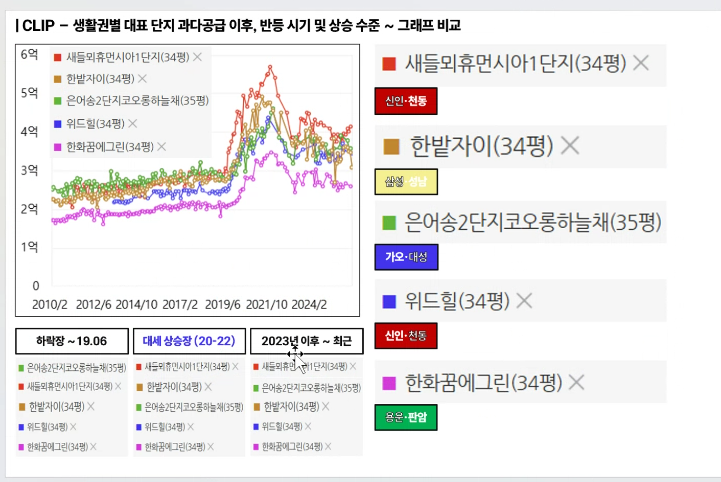 | CLIP – 생활권별 대표 단지 과다공급 이후, 반등 시기 및 상승 수준 ~ 그래프 비교
6억
5억
4억
3억
2억
1억
0
2010/2 2012/6 2014/10 2017/2 2019/6 2021/10 2024/2
새들뫼휴먼시아1단지(34평) ×
한밭자이(34평) ×
은어송2단지코오롱하늘채(35평)
위드힐(34평) ×
한화꿈에그린(34평) ×
새들뫼휴먼시아1단지(34평) ×
신인·천동
한밭자이(34평) ×
삼성·성남
은어송2단지코오롱하늘채(35평)
가오·대성
위드힐(34평) ×
신인·천동
한화꿈에그린(34평) ×
용운·판암
하락장 ~19.06
은어송2단지코오롱하늘채(35평)
새들뫼휴먼시아1단지(34평) ×
한밭자이(34평) ×
위드힐(34평) ×
한화꿈에그린(34평) ×
대세 상승장 (20-22)
새들뫼휴먼시아1단지(34평) ×
한밭자이(34평) ×
은어송2단지코오롱하늘채(35평)
위드힐(34평) ×
한화꿈에그린(34평) ×
2023년 이후 ~ 최근
새들뫼휴먼시아1단지(34평) ×
은어송2단지코오롱하늘채(35평)
한밭자이(34평) ×
위드힐(34평) ×
한화꿈에그린(34평) ×